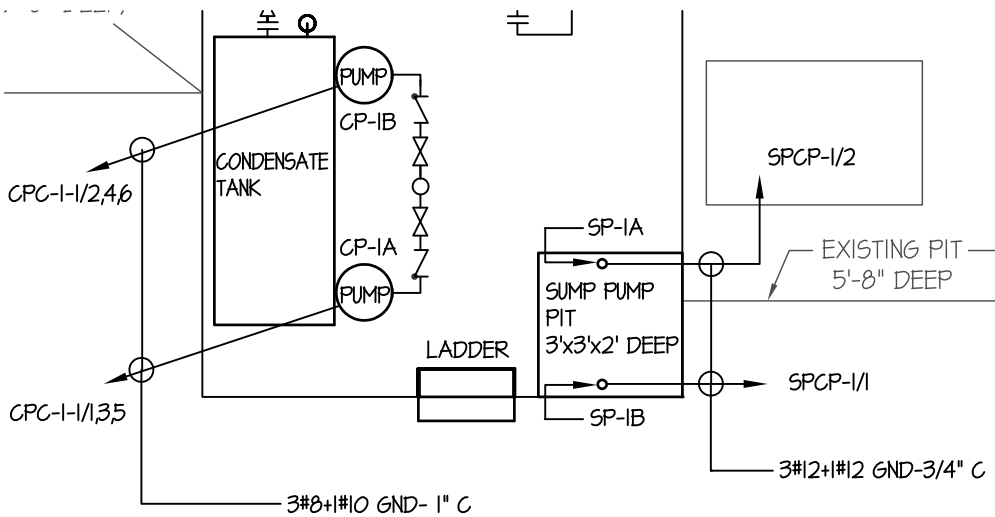 PUMP
CP-1B
CONDENSATE
TANK
SPCP-1/2
CPC-1-1/2,4,6
SP-1A
CP-1A
EXISTING PIT
5'-8" DEEP
PUMP
SUMP PUMP
PIT
3'x3'x2' DEEP
LADDER
SPCP-1/1
CPC-1-1/1,3,5
SP-1B
3#12+1#12 GND-3/4" C
3#8+1#10 GND- 1" C